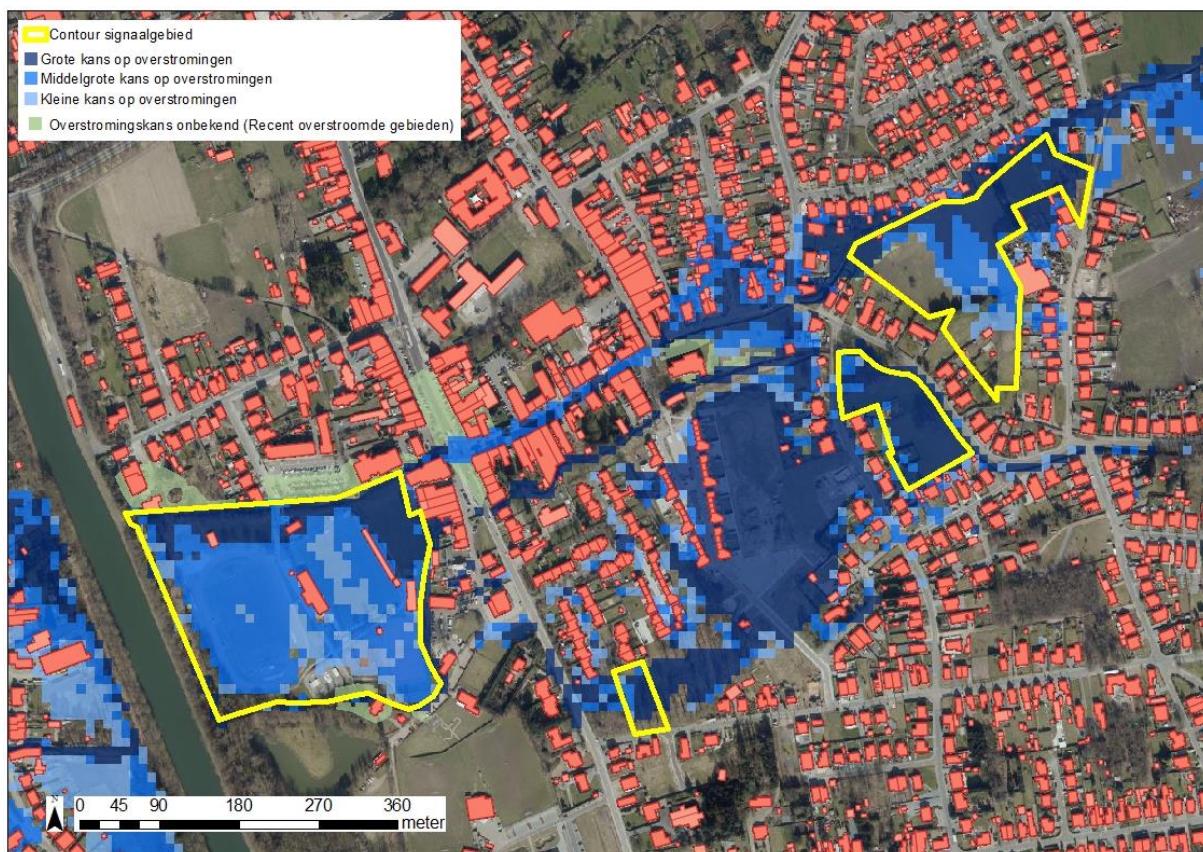 Contour signaalgebied
Grote kans op overstromingen
Middelgrote kans op overstromingen
Kleine kans op overstromingen
Overstromingskans onbekend (Recent overstroomde gebieden)
N
0 45 90 180 270 360
meter